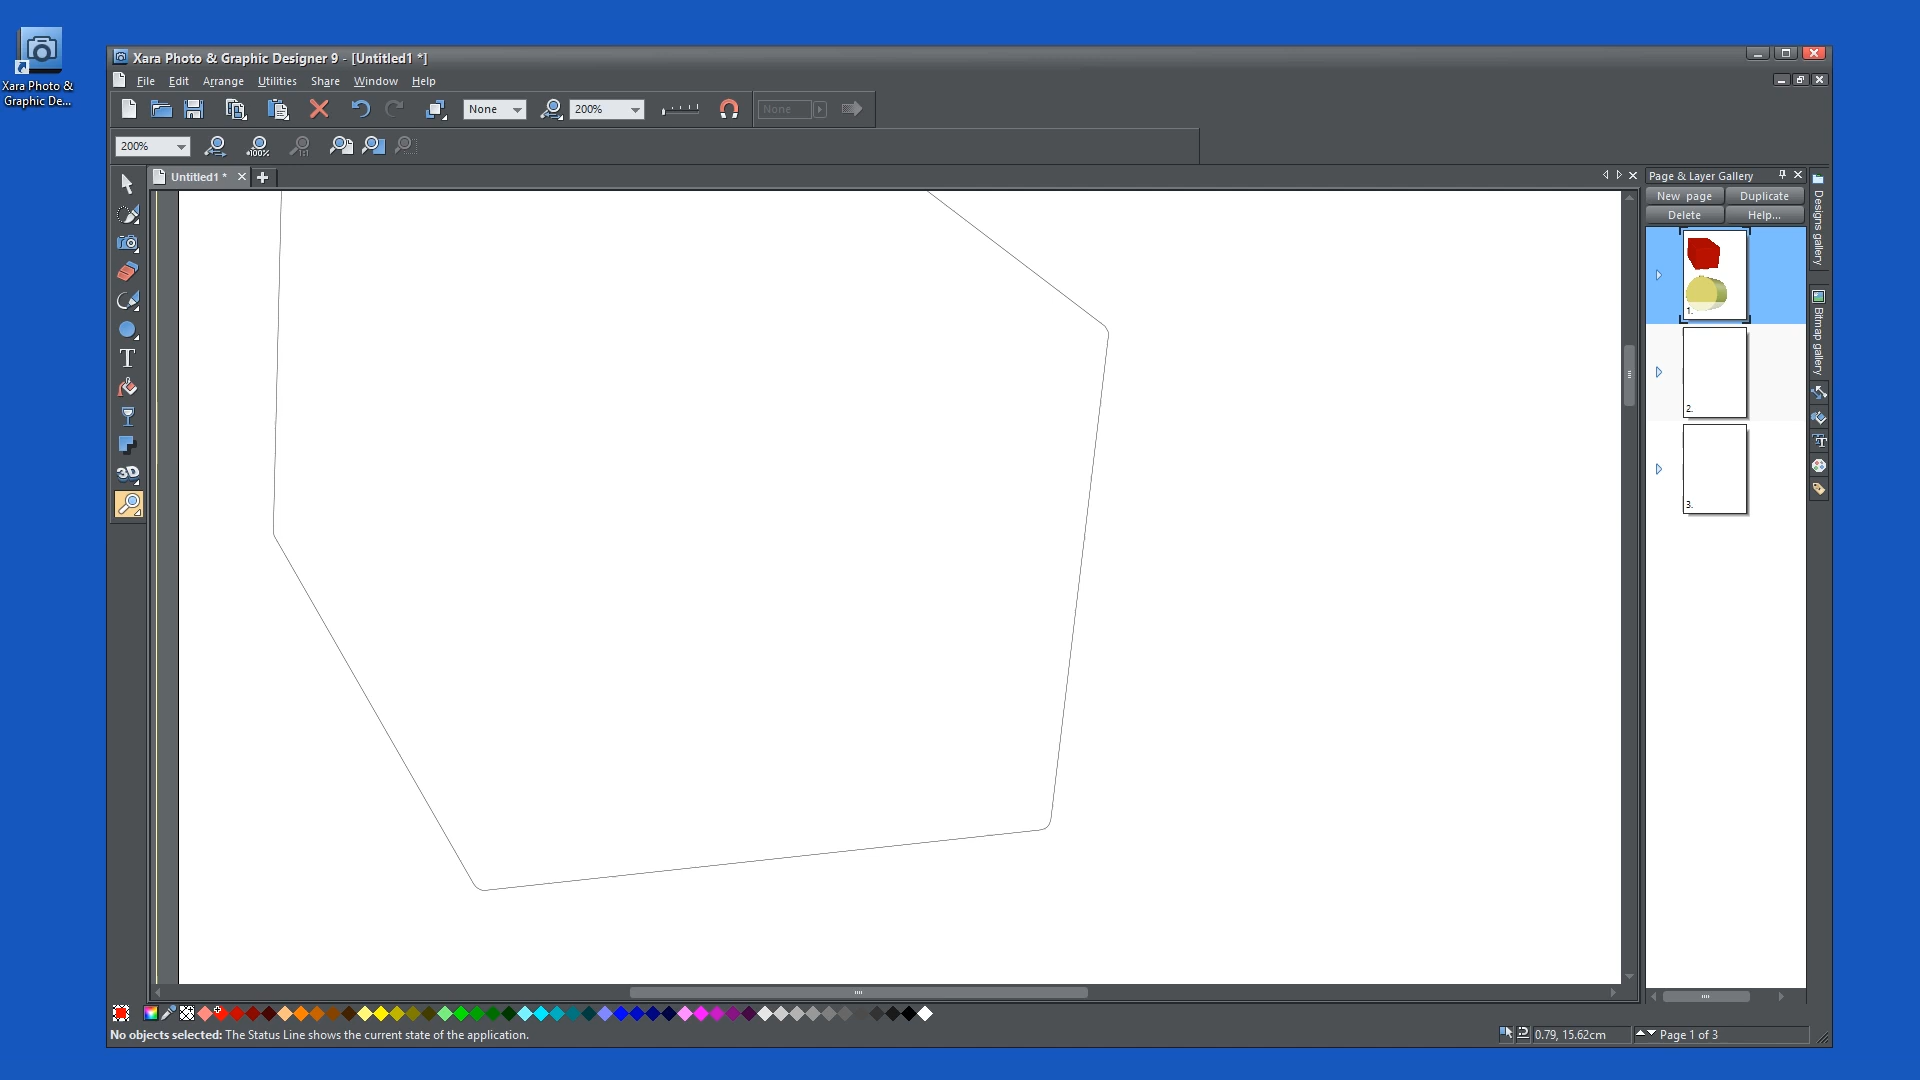 Xara Photo &
Graphic De...
Xara Photo & Graphic Designer 9 - [Untitled1 *]
File Edit Arrange Utilities Share Window Help
None 200% None
200%
Untitled1 *
Page & Layer Gallery
New page Duplicate
Delete Help...
1.
2.
3.
Designs gallery
Bitmap gallery
T
3D
No objects selected: The Status Line shows the current state of the application.
0.79, 15.62cm
Page 1 of 3